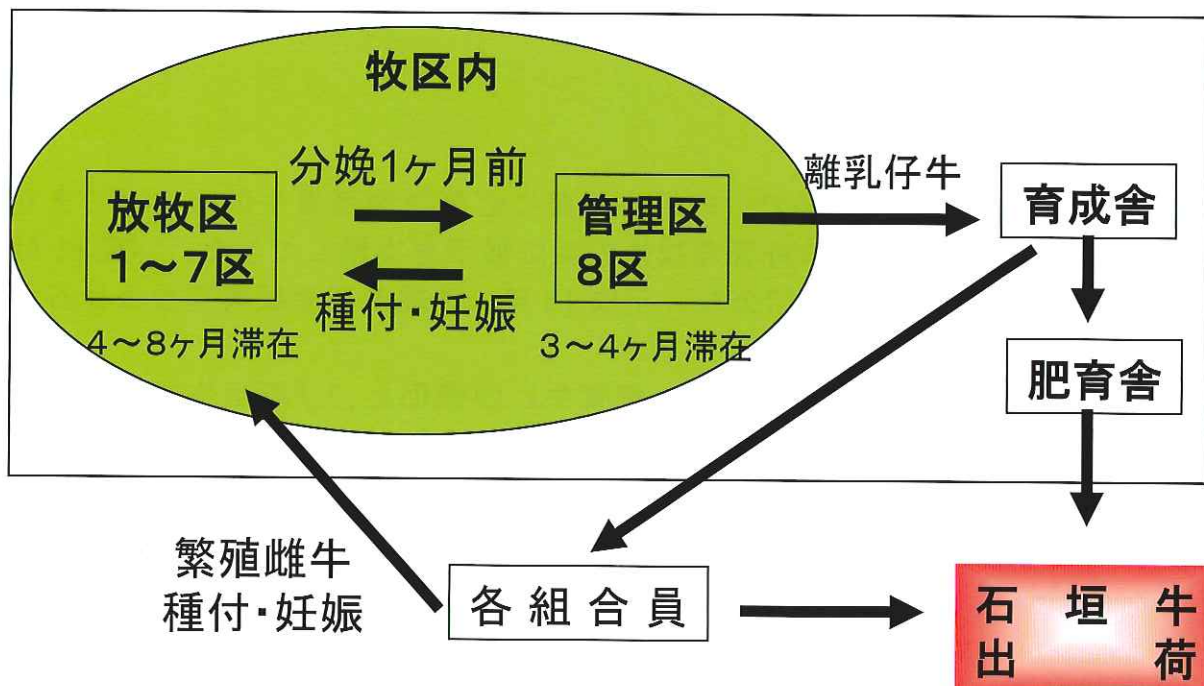 牧区内
分娩1ヶ月前
離乳仔牛
放牧区
1～7区
管理区
8区
育成舎
種付・妊娠
4～8ヶ月滞在
3～4ヶ月滞在
肥育舎
繁殖雌牛
種付・妊娠
各組合員
石垣牛
出荷